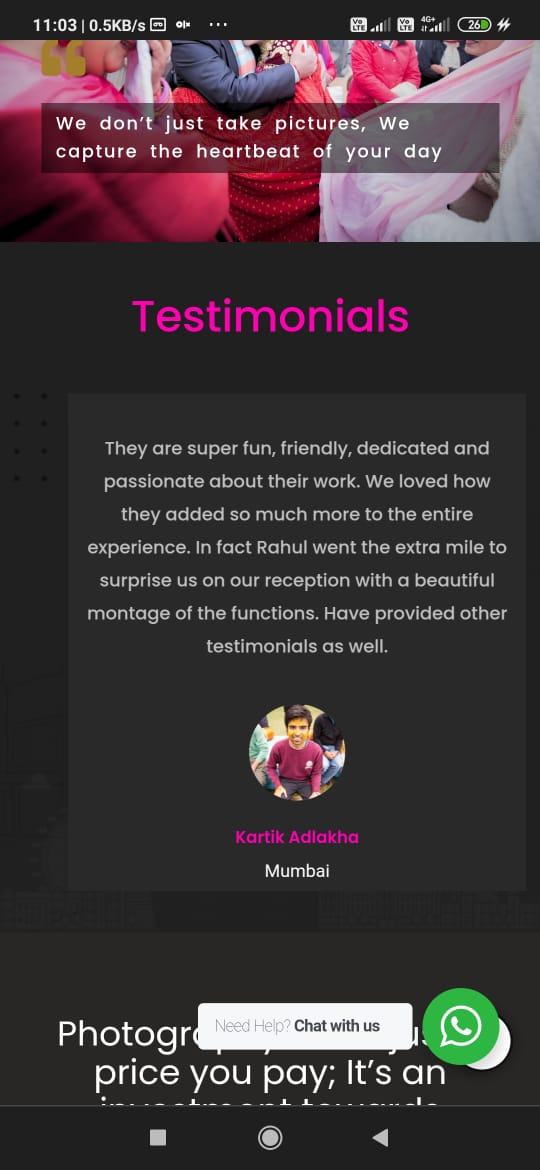 11:03 | 0.5KB/s
Vo LTE Vo LTE 4G+ 26
We don’t just take pictures, We
capture the heartbeat of your day
Testimonials
They are super fun, friendly, dedicated and
passionate about their work. We loved how
they added so much more to the entire
experience. In fact Rahul went the extra mile to
surprise us on our reception with a beautiful
montage of the functions. Have provided other
testimonials as well.
Kartik Adlakha
Mumbai
Need Help? Chat with us
price you pay; It’s an